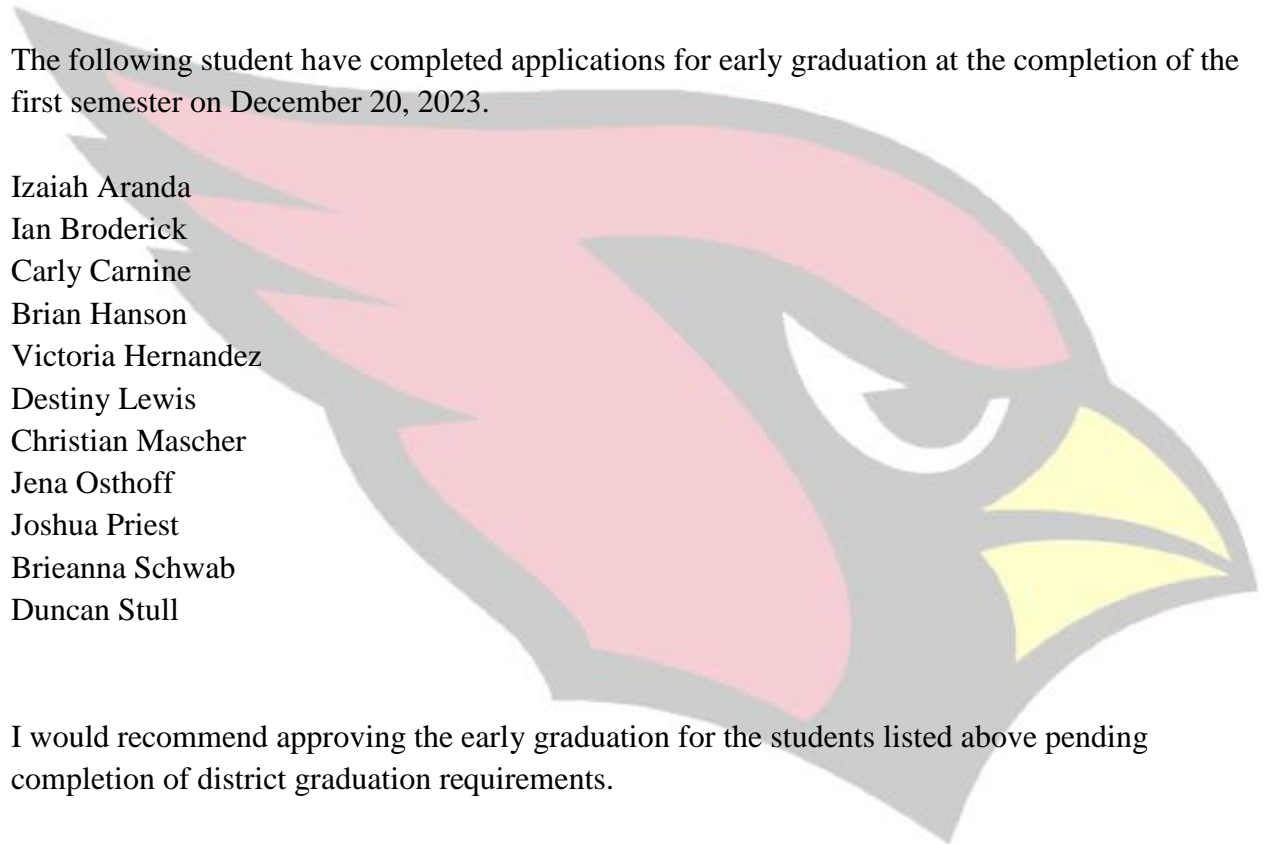 The following student have completed applications for early graduation at the completion of the
first semester on December 20, 2023.
Izaiah Aranda
Ian Broderick
Carly Carnine
Brian Hanson
Victoria Hernandez
Destiny Lewis
Christian Mascher
Jena Osthoff
Joshua Priest
Brieanna Schwab
Duncan Stull
I would recommend approving the early graduation for the students listed above pending
completion of district graduation requirements.